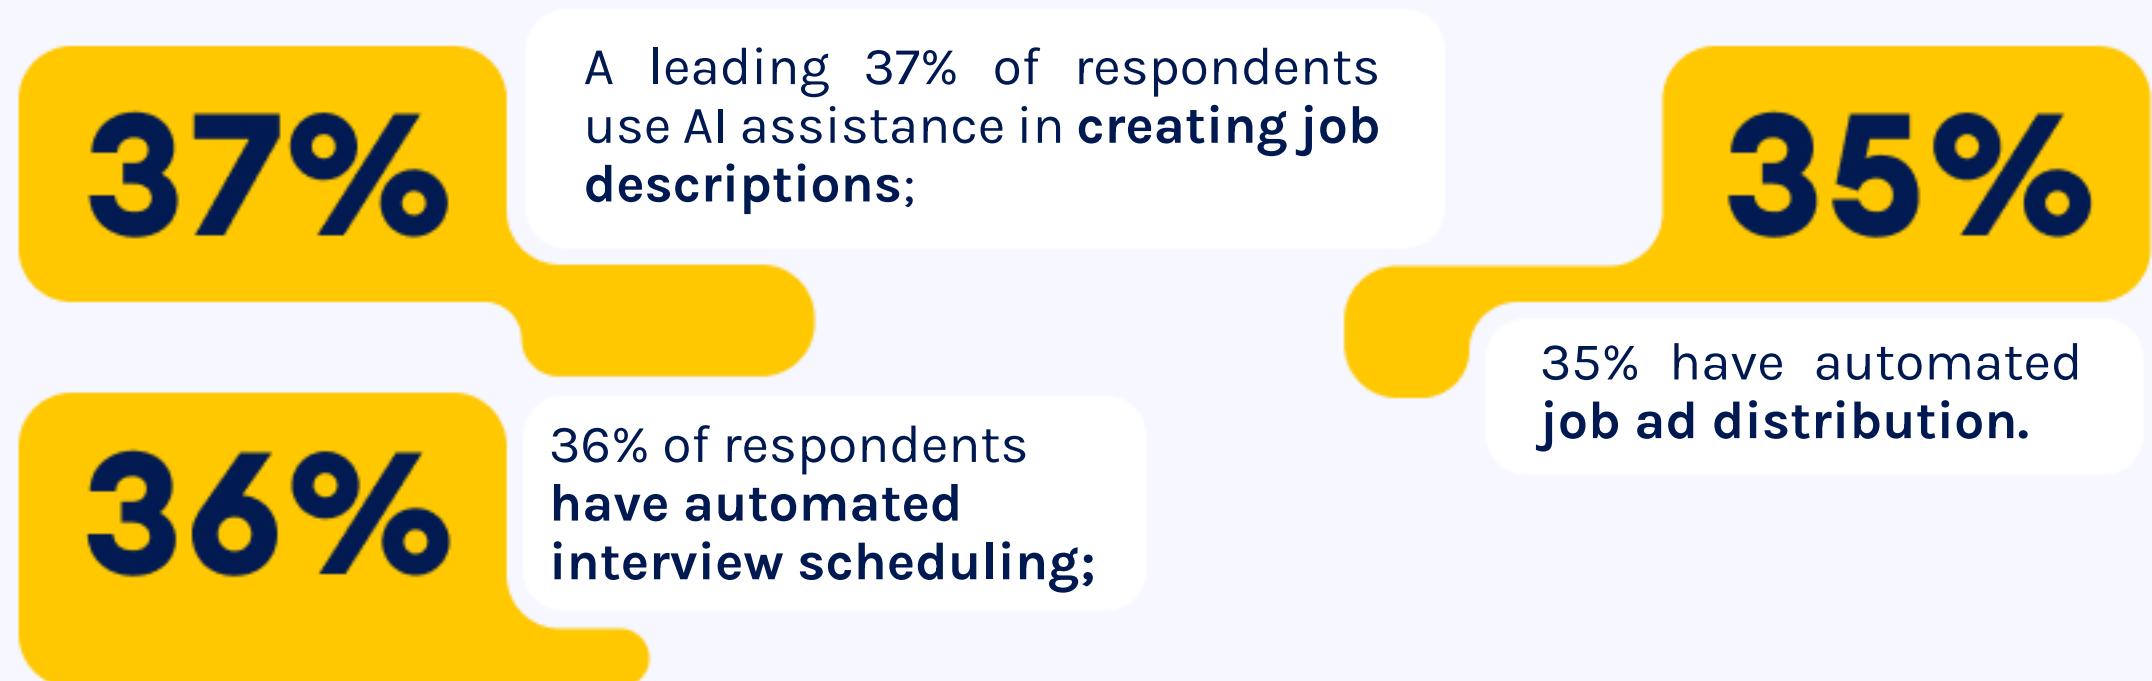 37%
A leading 37% of respondents
use AI assistance in creating job
descriptions;
36%
36% of respondents
have automated
interview scheduling;
35%
35% have automated
job ad distribution.